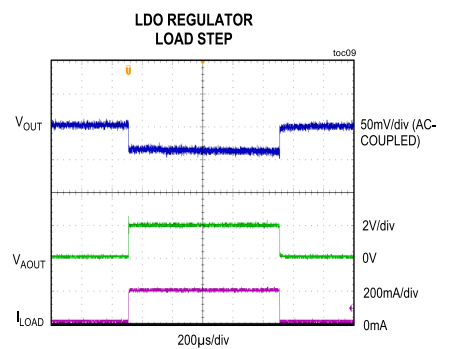 LDO REGULATOR
LOAD STEP
toc09
VOUT
50mV/div (AC-
COUPLED)
2V/div
VAOUT
0V
200mA/div
ILOAD
0mA
200µs/div